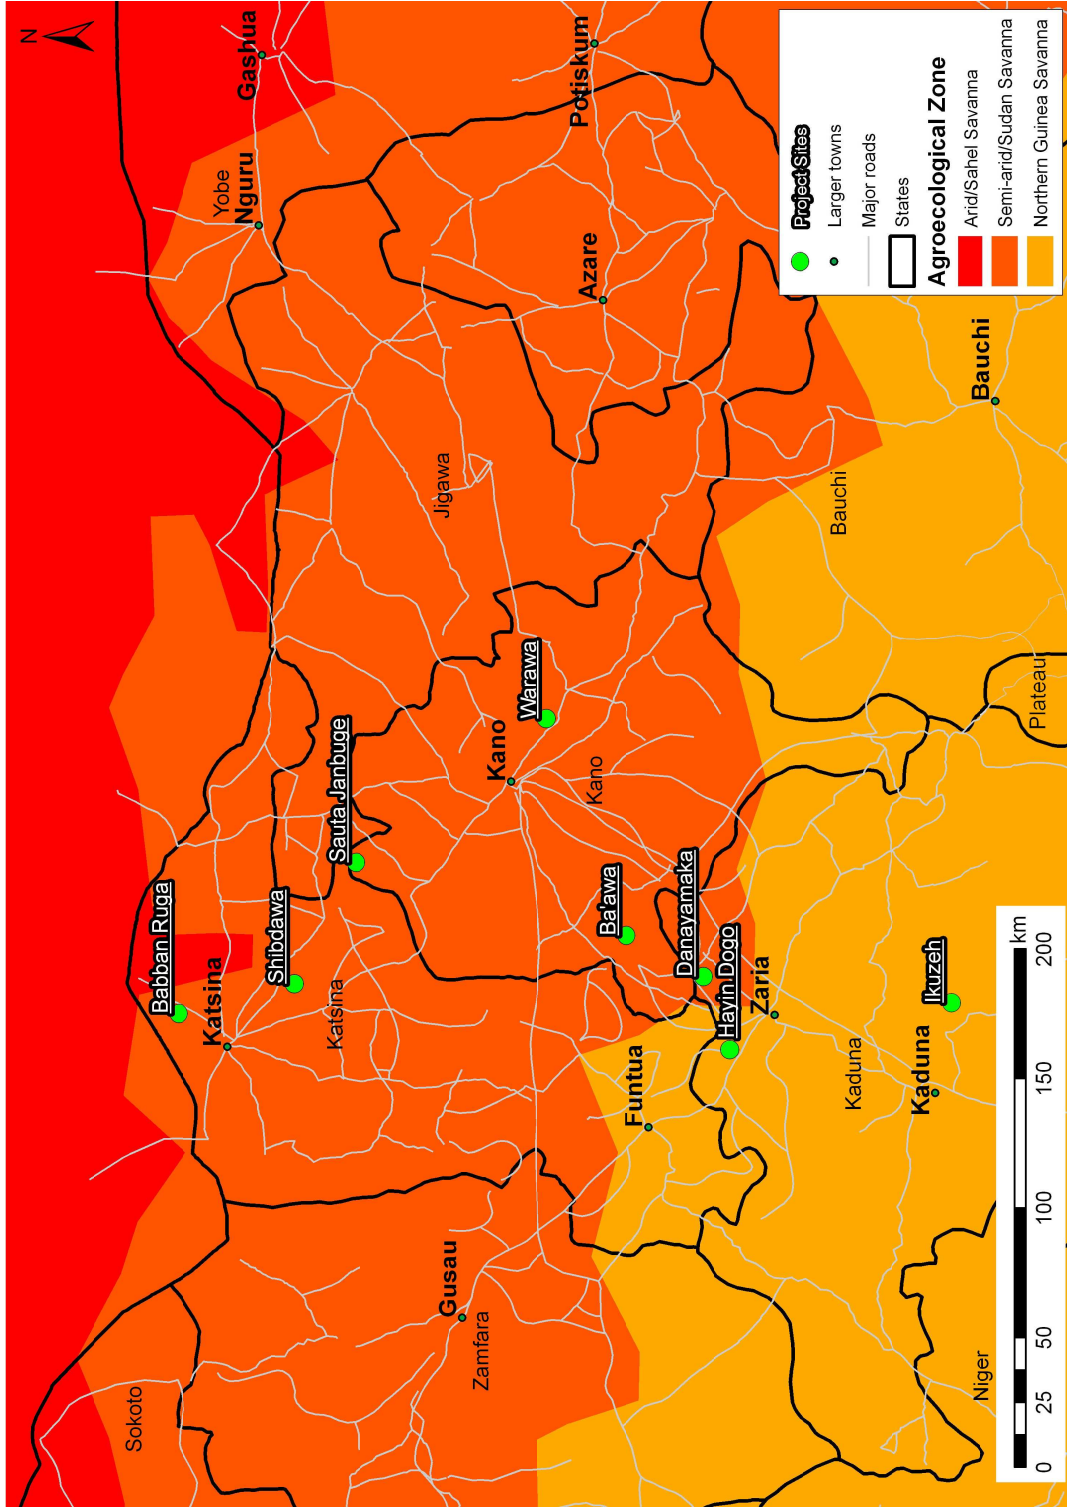 N
Gashua
Yobe
Nguru
Potiskum
Azare
Jigawa
Bauchi
Bauchi
Plateau
Warawa
Kano
Kano
Sauta Janbuge
Babban Ruga
Shibdawa
Katsina
Katsina
Ba'awa
Danayamaka
Hayin Dogo
Zaria
Ikuzeh
Kaduna
Kaduna
Funtua
Gusau
Zamfara
Sokoto
Niger
Project Sites
Larger towns
Major roads
States
Agroecological Zone
Arid/Sahel Savanna
Semi-arid/Sudan Savanna
Northern Guinea Savanna
0 25 50 100 150 200
km